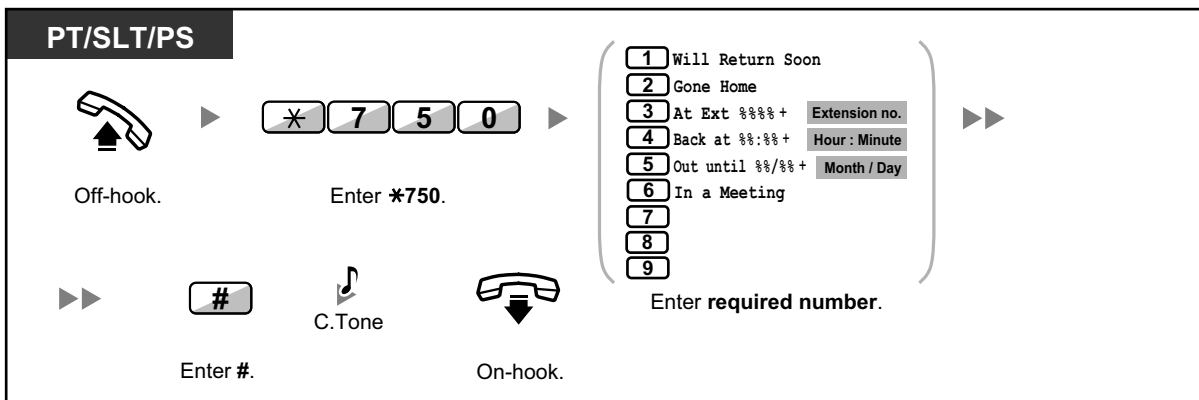 PT/SLT/PS
* 7 5 0
1 Will Return Soon
2 Gone Home
3 At Ext %%%% + Extension no.
4 Back at %%:%% + Hour : Minute
5 Out until %%/%% + Month / Day
6 In a Meeting
7
8
9
Off-hook.
Enter *750.
Enter required number.
#
C.Tone
Enter #.
On-hook.